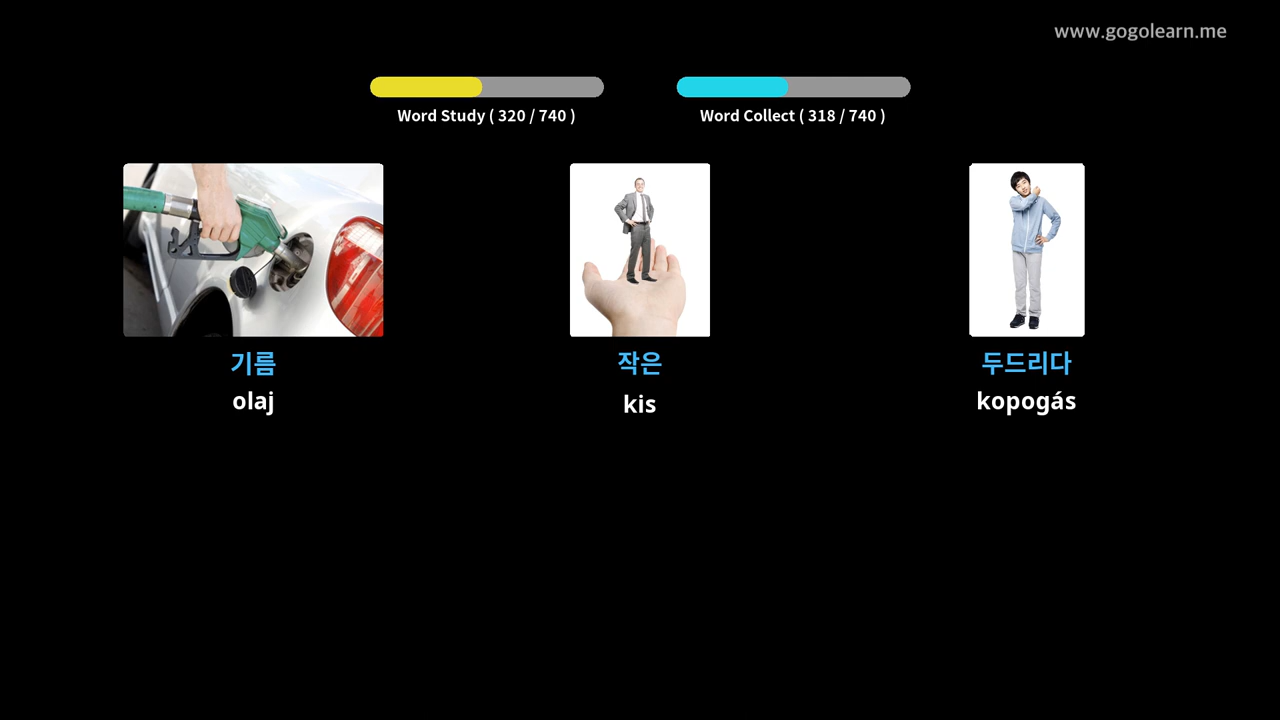 www.gogolearn.me
Word Study ( 320 / 740 )
Word Collect ( 318 / 740 )
기름
olaj
작은
kis
두드리다
kopogás